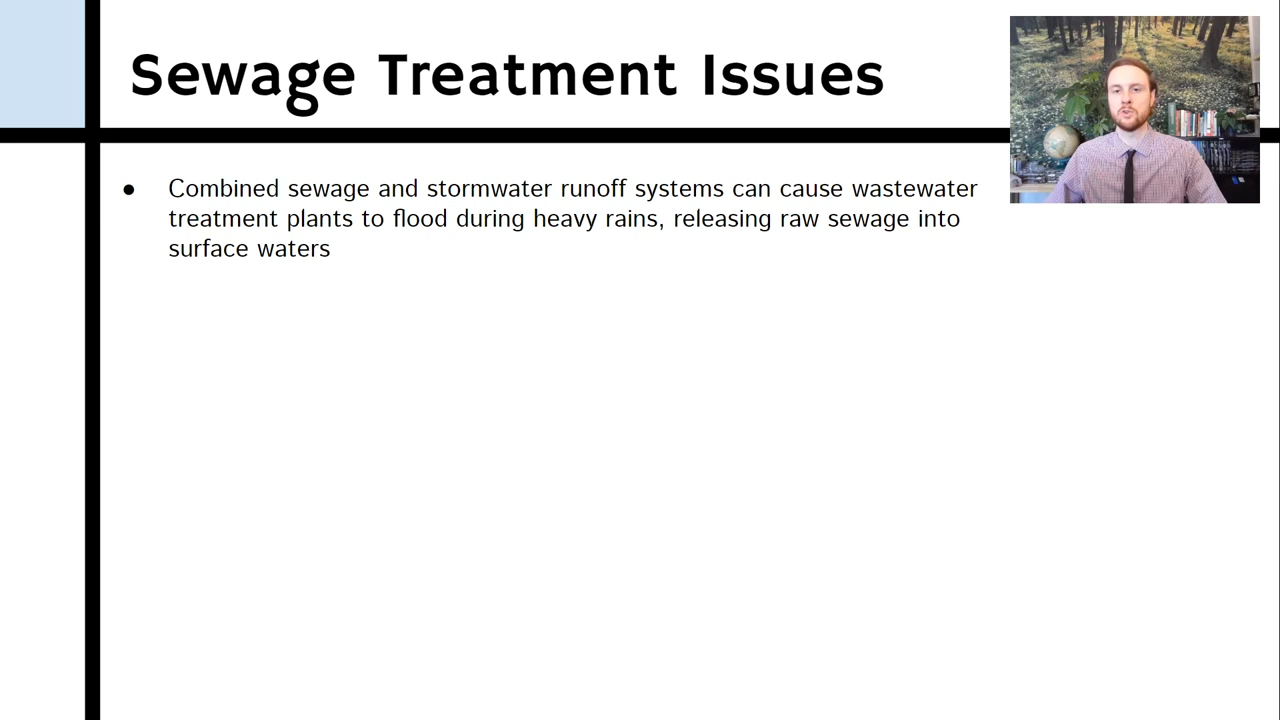 Sewage Treatment Issues
● Combined sewage and stormwater runoff systems can cause wastewater
treatment plants to flood during heavy rains, releasing raw sewage into
surface waters